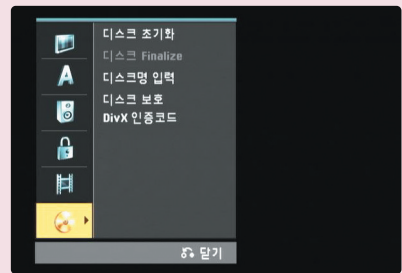 디스크 초기화
디스크 Finalize
디스크명 입력
디스크 보호
DivX 인증코드
닫기